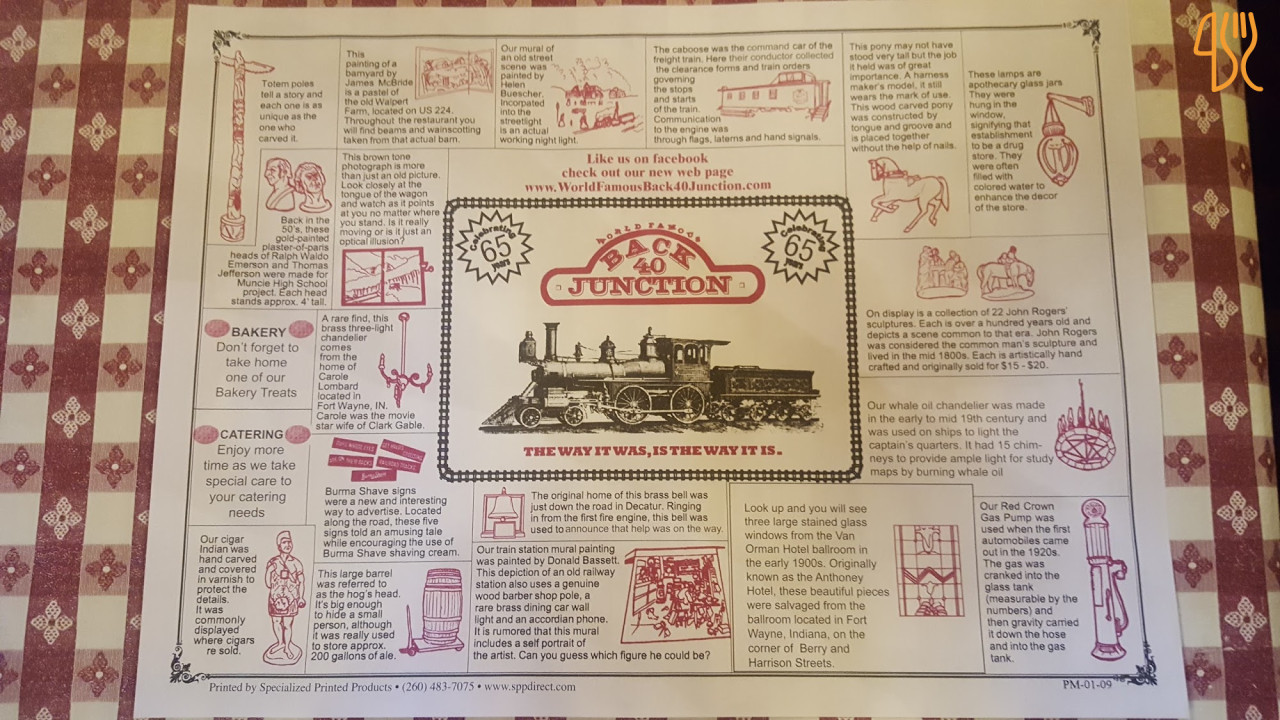 Totem poles
tell a story and
each one is as
unique as the
one who
carved it.
This
painting of a
barnyard by
James McBride
is a pastel of
the old Walpert
Farm, located on US 224.
Throughout the restaurant you
will find beams and wainscotting
taken from that actual barn.
Our mural of
an old street
scene was
painted by
Helen
Buescher.
Incorpated
into the
streetlight
is an actual
working night light.
The caboose was the command car of the
freight train. Here their conductor collected
the clearance forms and train orders
governing
the stops
and starts
of the train.
Communication
to the engine was
through flags, laterns and hand signals.
This pony may not have
stood very tall but the job
it held was of great
importance. A harness
maker's model, it still
wears the mark of use.
This wood carved pony
was constructed by
tongue and groove and
is placed together
without the help of nails.
These lamps are
apothecary glass jars
They were
hung in the
window,
signifying that
establishment
to be a drug
store. They
were often
filled with
colored water to
enhance the decor
of the store.
Back in the
50's, these
gold-painted
plaster-of-paris
heads of Ralph Waldo
Emerson and Thomas
Jefferson were made for
Muncie High School
project. Each head
stands approx. 4' tall.
This brown tone
photograph is more
than just an old picture.
Look closely at the
tongue of the wagon
and watch as it points
at you no matter where
you stand. Is it really
moving or is it just an
optical illusion?
Like us on facebook
check out our new web page
www.WorldFamousBack40Junction.com
Celebrating
65
years
WORLD FAMOUS
BACK
40
JUNCTION
Celebrating
65
years
THE WAY IT WAS, IS THE WAY IT IS.
On display is a collection of 22 John Rogers'
sculptures. Each is over a hundred years old and
depicts a scene common to that era. John Rogers
was considered the common man's sculpture and
lived in the mid 1800s. Each is artistically hand
crafted and originally sold for $15 - $20.
BAKERY
Don't forget to
take home
one of our
Bakery Treats
A rare find, this
brass three-light
chandelier
comes
from the
home of
Carole
Lombard
located in
Fort Wayne, IN.
Carole was the movie
star wife of Clark Gable.
Our whale oil chandelier was made
in the early to mid 19th century and
was used on ships to light the
captain's quarters. It had 15 chim-
neys to provide ample light for study
maps by burning whale oil
CATERING
Enjoy more
time as we take
special care to
your catering
needs
Burma Shave signs
were a new and interesting
way to advertise. Located
along the road, these five
signs told an amusing tale
while encouraging the use of
Burma Shave shaving cream.
The original home of this brass bell was
just down the road in Decatur. Ringing
in from the first fire engine, this bell was
used to announce that help was on the way.
Look up and you will see
three large stained glass
windows from the Van
Orman Hotel ballroom in
the early 1900s. Originally
known as the Anthoney
Hotel, these beautiful pieces
were salvaged from the
ballroom located in Fort
Wayne, Indiana, on the
corner of Berry and
Harrison Streets.
Our Red Crown
Gas Pump was
used when the first
automobiles came
out in the 1920s.
The gas was
cranked into the
glass tank
(measurable by the
numbers) and
then gravity carried
it down the hose
and into the gas
tank.
Our cigar
Indian was
hand carved
and covered
in varnish to
protect the
details.
It was
commonly
displayed
where cigars
re sold.
This large barrel
was referred to
as the hog's head.
It's big enough
to hide a small
person, although
it was really used
to store approx.
200 gallons of ale.
Our train station mural painting
was painted by Donald Bassett.
This depiction of an old railway
station also uses a genuine
wood barber shop pole, a
rare brass dining car wall
light and an accordian phone.
It is rumored that this mural
includes a self portrait of
the artist. Can you guess which figure he could be?
Printed by Specialized Printed Products • (260) 483-7075 • www.sppdirect.com
PM-01-09